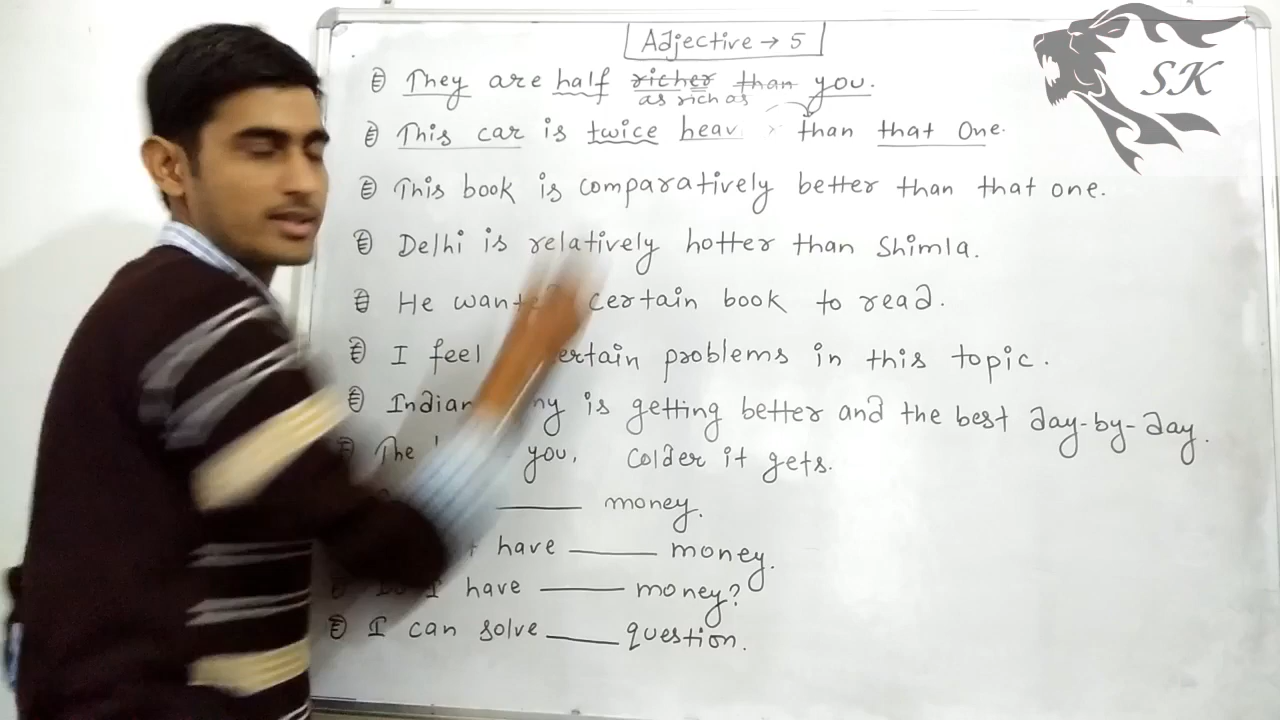 Adjective → 5
They are half richer than you.
as rich as
This car is twice heav than that One.
This book is comparatively better than that one.
Delhi is relatively hotter than Shimla.
He certain book to read.
I feel problems in this topic.
is getting better and the best day-by-day.
The you, colder it gets.
money.
have money.
I have money?
I can solve question.
SK